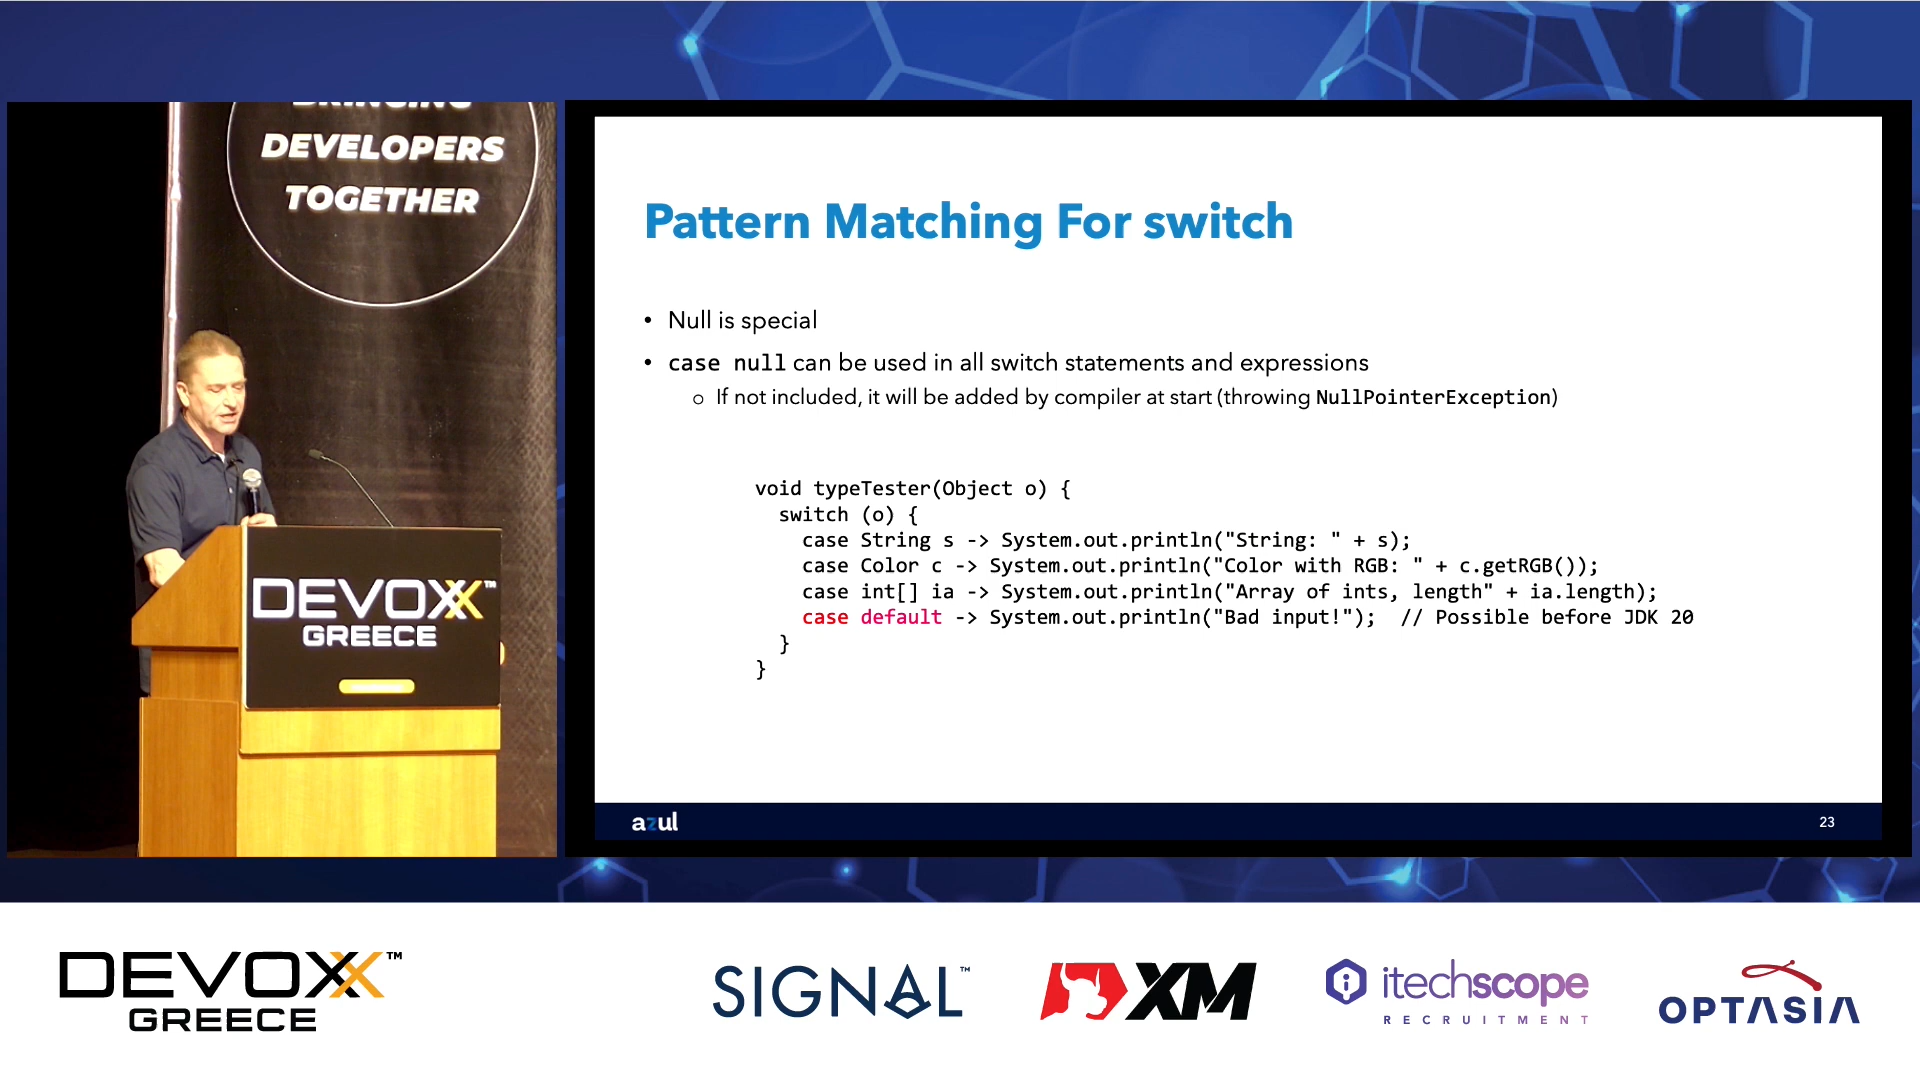 DEVELOPERS
TOGETHER
DEVOXX™
GREECE
Pattern Matching For switch
• Null is special
• case null can be used in all switch statements and expressions
o If not included, it will be added by compiler at start (throwing NullPointerException)
void typeTester(Object o) {
switch (o) {
case String s -> System.out.println("String: " + s);
case Color c -> System.out.println("Color with RGB: " + c.getRGB());
case int[] ia -> System.out.println("Array of ints, length" + ia.length);
case default -> System.out.println("Bad input!"); // Possible before JDK 20
}
}
azul
23
DEVOXX™
GREECE
SIGNAL™
XM
itechscope
RECRUITMENT
OPTASIA